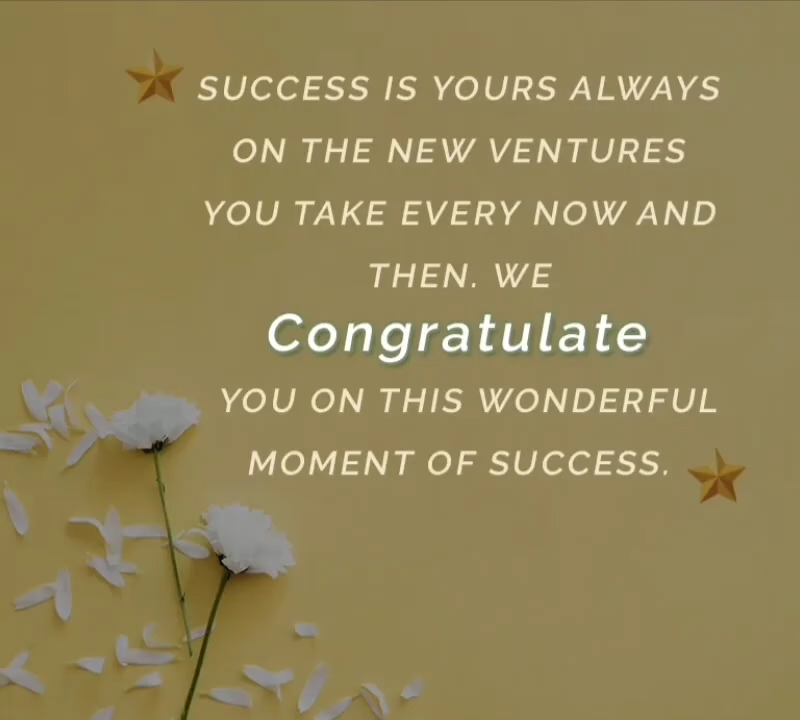 SUCCESS IS YOURS ALWAYS
ON THE NEW VENTURES
YOU TAKE EVERY NOW AND
THEN. WE
Congratulate
YOU ON THIS WONDERFUL
MOMENT OF SUCCESS.